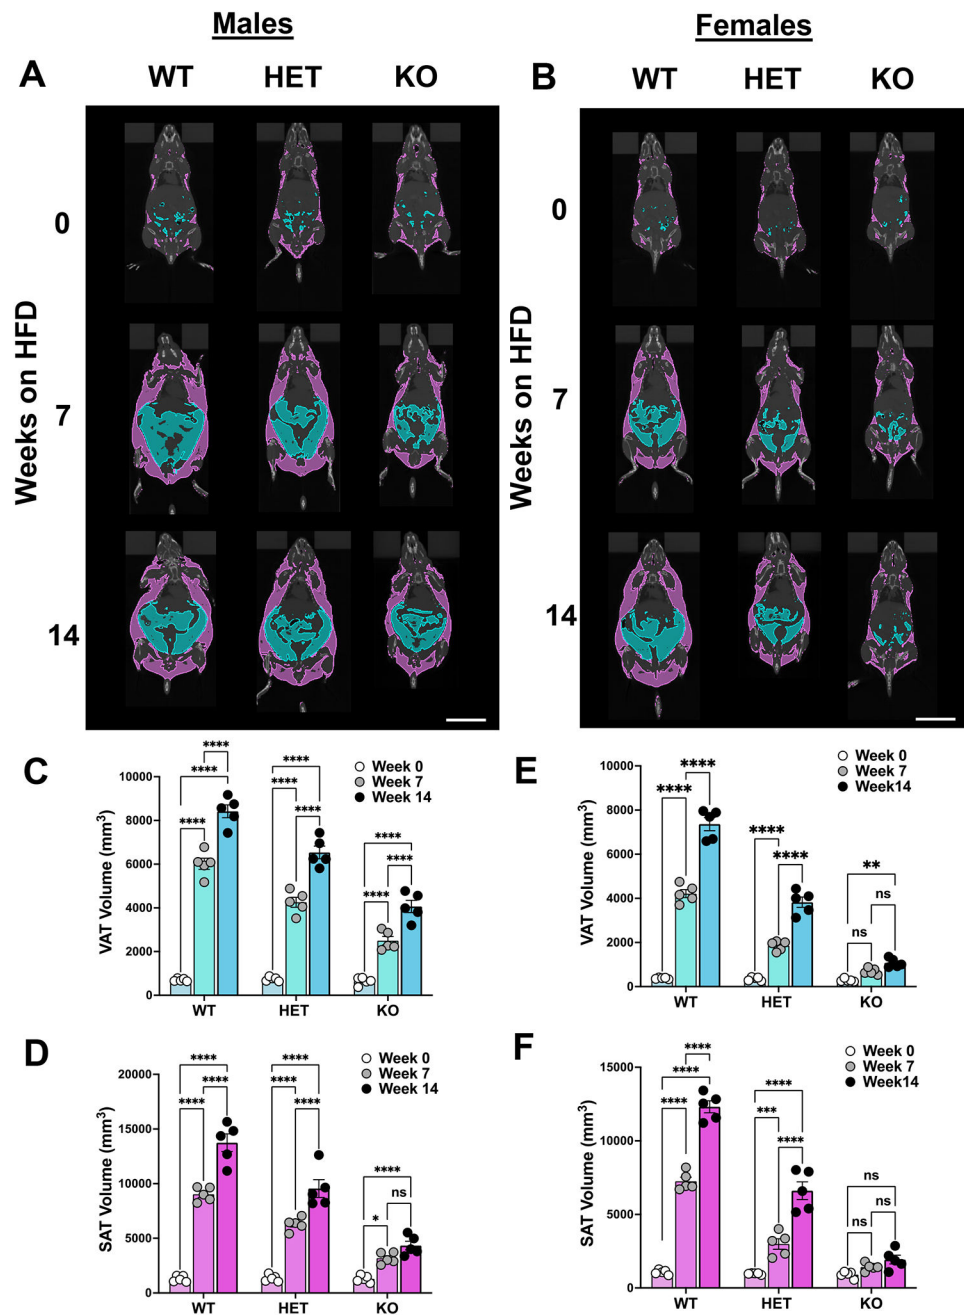 Males
Females
A
WT
HET
KO
B
WT
HET
KO
Weeks on HFD
0
7
14
Weeks on HFD
0
7
14
C
VAT Volume (mm³)
10000
8000
6000
4000
2000
0
Week 0
Week 7
Week 14
**** **** ****
**** **** ****
**** **** ****
WT
HET
KO
E
VAT Volume (mm³)
10000
8000
6000
4000
2000
0
Week 0
Week 7
Week14
**** ****
**** ****
** ns ns
WT
HET
KO
D
SAT Volume (mm³)
20000
15000
10000
5000
0
Week 0
Week 7
Week 14
**** **** ****
**** **** ****
**** ns *
WT
HET
KO
F
SAT Volume (mm³)
15000
10000
5000
0
Week 0
Week 7
Week14
**** **** ****
**** *** ****
ns ns ns
WT
HET
KO